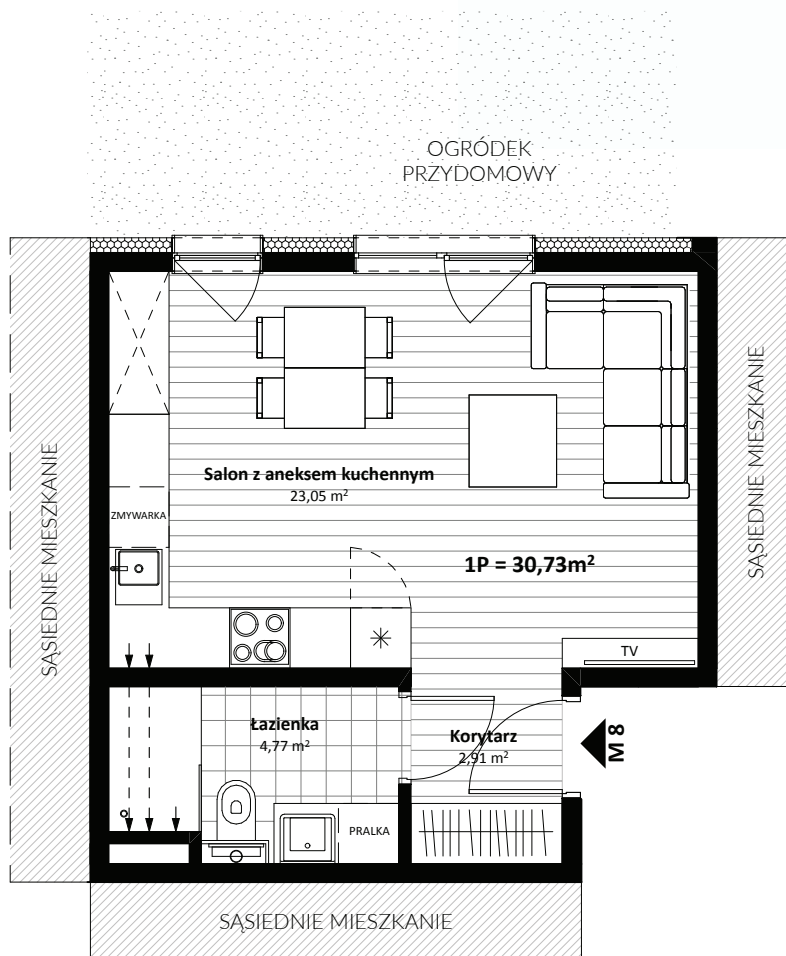 OGRÓDEK
PRZYDOMOWY
SĄSIEDNIE MIESZKANIE
SĄSIEDNIE MIESZKANIE
Salon z aneksem kuchennym
23,05 m²
ZMYWARKA
1P = 30,73m²
TV
Łazienka
4,77 m²
Korytarz
2,91 m²
M 8
PRALKA
SĄSIEDNIE MIESZKANIE